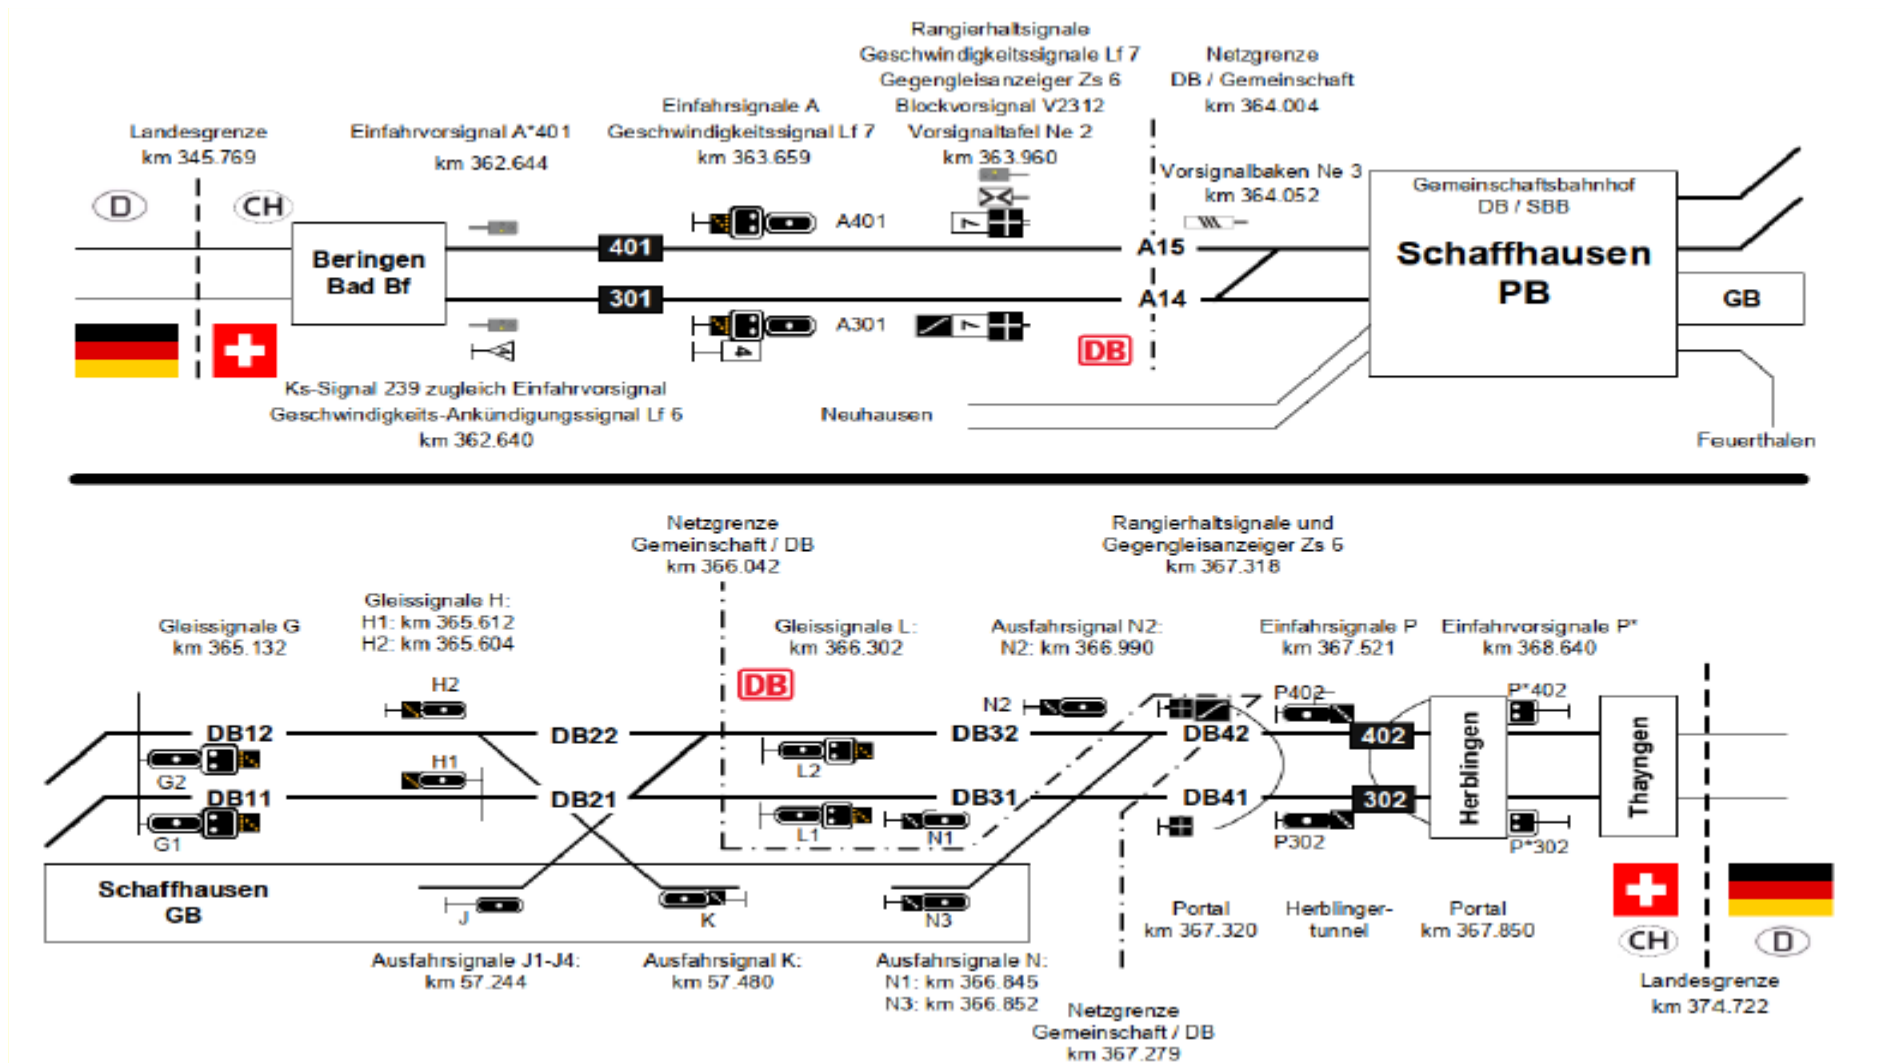 Rangierhaltsignale
Geschwindigkeitssignale Lf 7
Gegengleisanzeiger Zs 6
Blockvorsignal V2312
Vorsignaltafel Ne 2
km 363.960
Netzgrenze
DB / Gemeinschaft
km 364.004
Einfahrsignale A
Geschwindigkeitssignal Lf 7
km 363.659
Landesgrenze
km 345.769
Einfahrvorsignal A*401
km 362.644
Vorsignalbaken Ne 3
km 364.052
Gemeinschaftsbahnhof
DB / SBB
Schaffhausen
PB
GB
D
CH
A401
Beringen
Bad Bf
401
A15
301
A14
A301
DB
Ks-Signal 239 zugleich Einfahrvorsignal
Geschwindigkeits-Ankündigungssignal Lf 6
km 362.640
Neuhausen
Feuerthalen
Netzgrenze
Gemeinschaft / DB
km 366.042
Rangierhaltsignale und
Gegengleisanzeiger Zs 6
km 367.318
Gleissignale G
km 365.132
Gleissignale H:
H1: km 365.612
H2: km 365.604
Gleissignale L:
km 366.302
Ausfahrsignal N2:
N2: km 366.990
Einfahrsignale P
km 367.521
Einfahrvorsignale P*
km 368.640
H2
DB
N2
P402
P*402
DB12
DB22
DB32
DB42
402
G2
H1
L2
DB11
DB21
DB31
DB41
302
Herblingen
Thayngen
G1
L1
N1
P302
P*302
Schaffhausen
GB
J
K
N3
Portal
km 367.320
Herblinger-
tunnel
Portal
km 367.850
CH
D
Ausfahrsignale J1-J4:
km 57.244
Ausfahrsignal K:
km 57.480
Ausfahrsignale N:
N1: km 366.845
N3: km 366.852
Landesgrenze
km 374.722
Netzgrenze
Gemeinschaft / DB
km 367.279